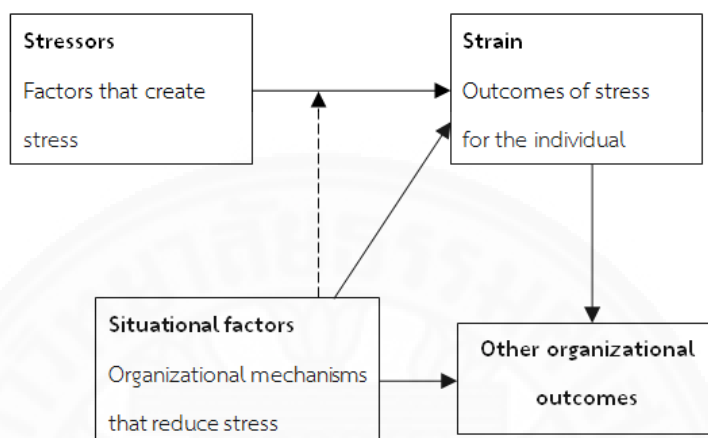 Stressors
Factors that create
stress
Strain
Outcomes of stress
for the individual
Situational factors
Organizational mechanisms
that reduce stress
Other organizational
outcomes